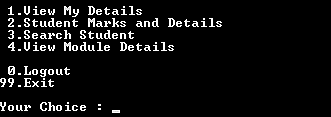 1.View My Details
2.Student Marks and Details
3.Search Student
4.View Module Details
0.Logout
99.Exit
Your Choice : _